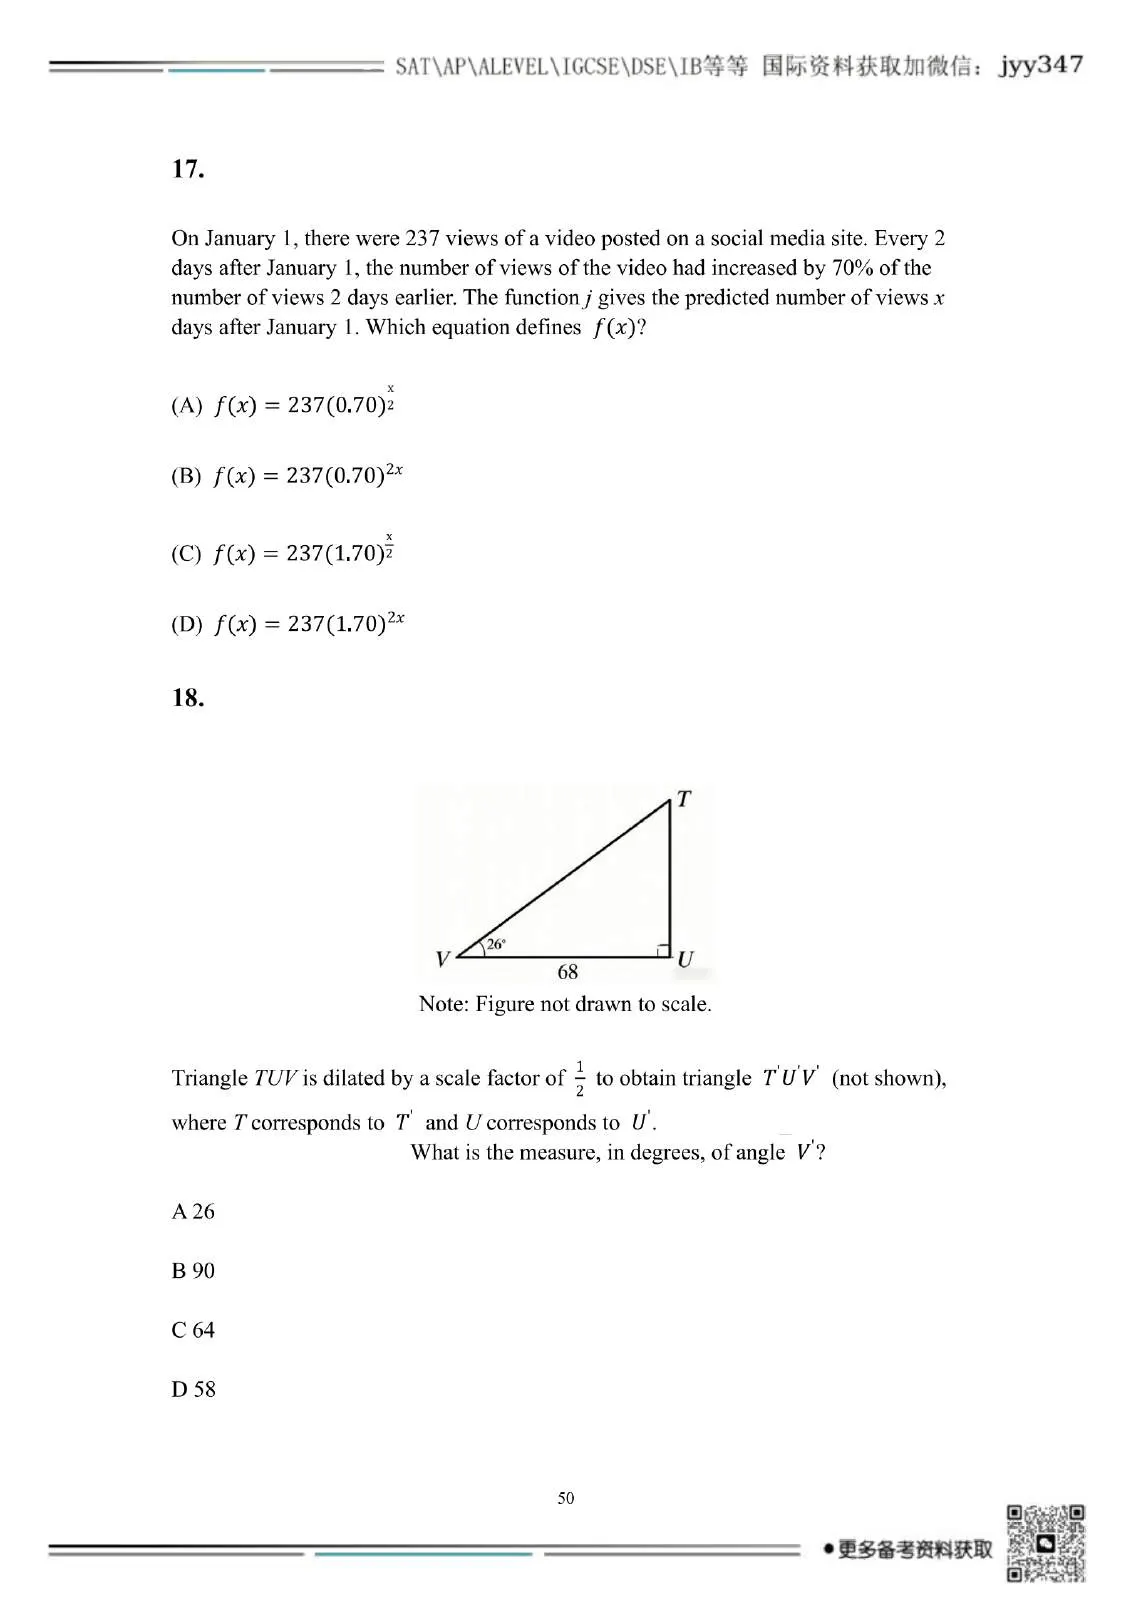 SAT\AP\ALEVEL\IGCSE\DSE\IB等等 国际资料获取加微信: jyy347
17.
On January 1, there were 237 views of a video posted on a social media site. Every 2
days after January 1, the number of views of the video had increased by 70% of the
number of views 2 days earlier. The function j gives the predicted number of views x
days after January 1. Which equation defines f(x)?
(A) f(x) = 237(0.70)^{x/2}
(B) f(x) = 237(0.70)^{2x}
(C) f(x) = 237(1.70)^{x/2}
(D) f(x) = 237(1.70)^{2x}
18.
T
26°
V
U
68
Note: Figure not drawn to scale.
Triangle TUV is dilated by a scale factor of 1/2 to obtain triangle T'U'V' (not shown),
where T corresponds to T' and U corresponds to U'.
What is the measure, in degrees, of angle V'?
A 26
B 90
C 64
D 58
50
●更多备考资料获取